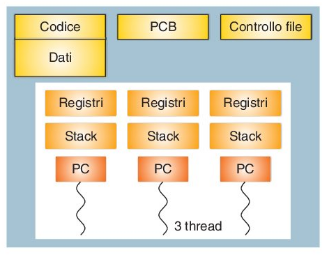 Codice PCB Controllo file
Dati
Registri Registri Registri
Stack Stack Stack
PC PC PC
3 thread